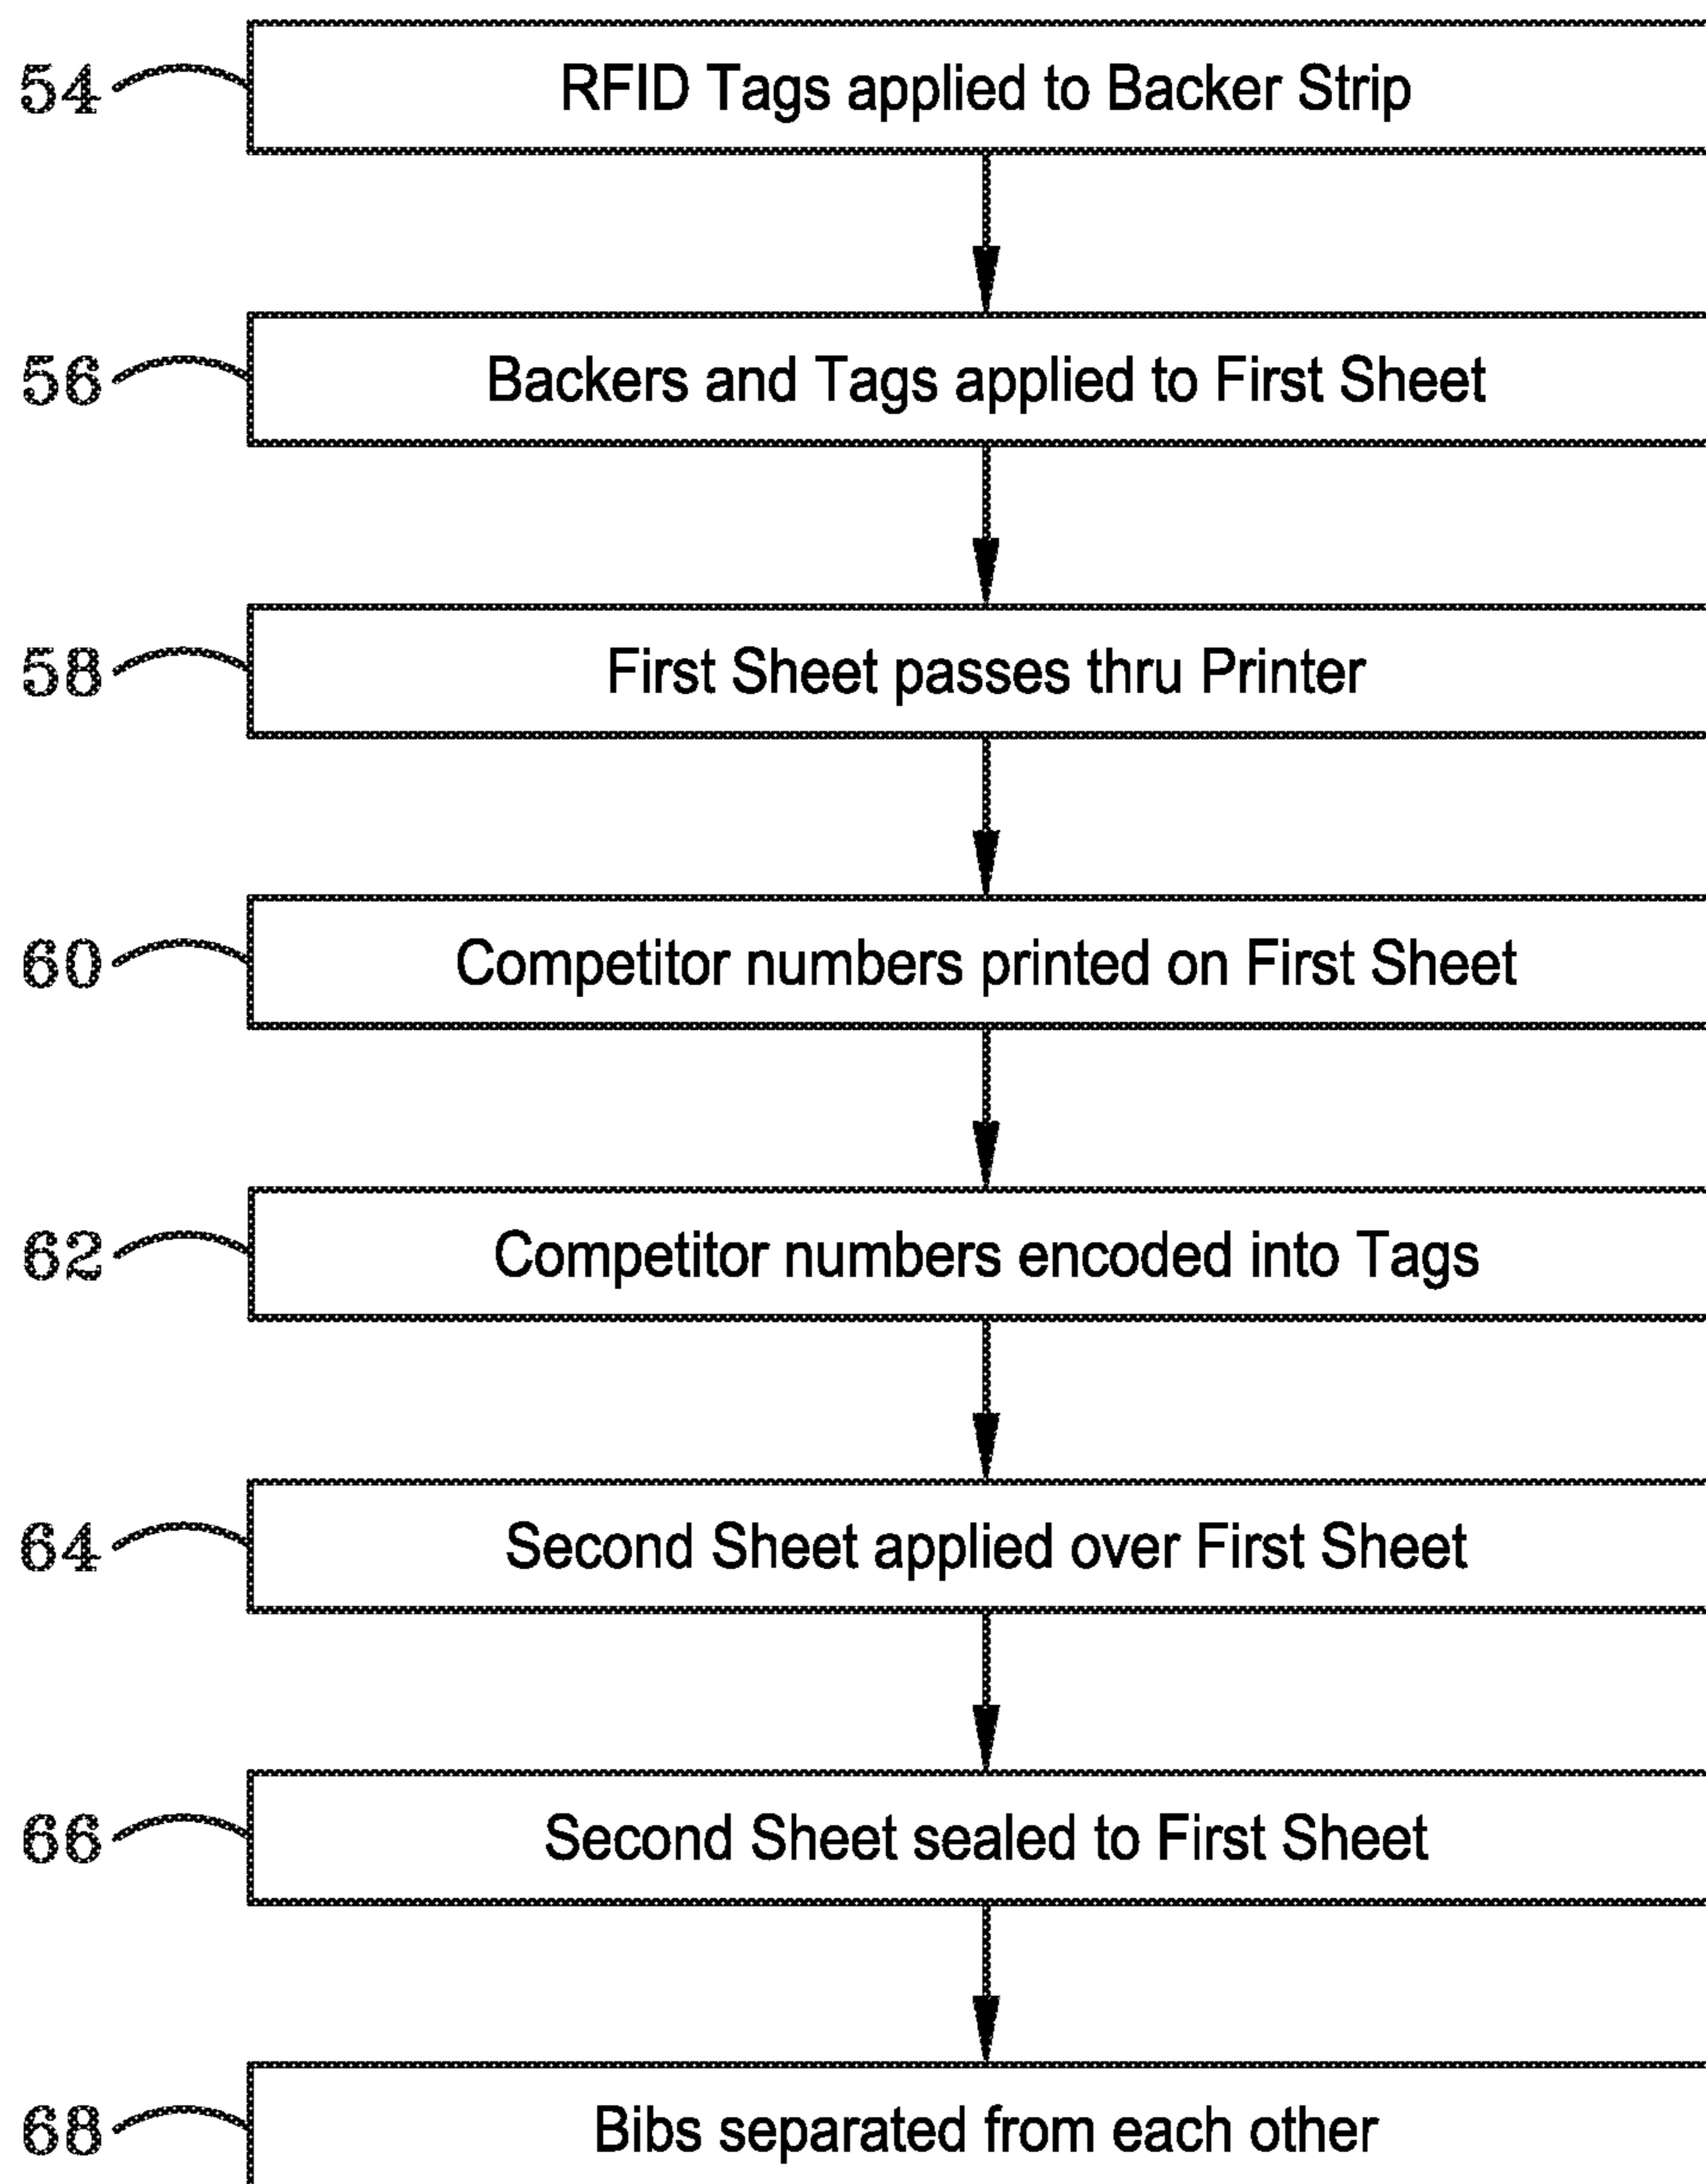 54 RFID Tags applied to Backer Strip
56 Backers and Tags applied to First Sheet
58 First Sheet passes thru Printer
60 Competitor numbers printed on First Sheet
62 Competitor numbers encoded into Tags
64 Second Sheet applied over First Sheet
66 Second Sheet sealed to First Sheet
68 Bibs separated from each other